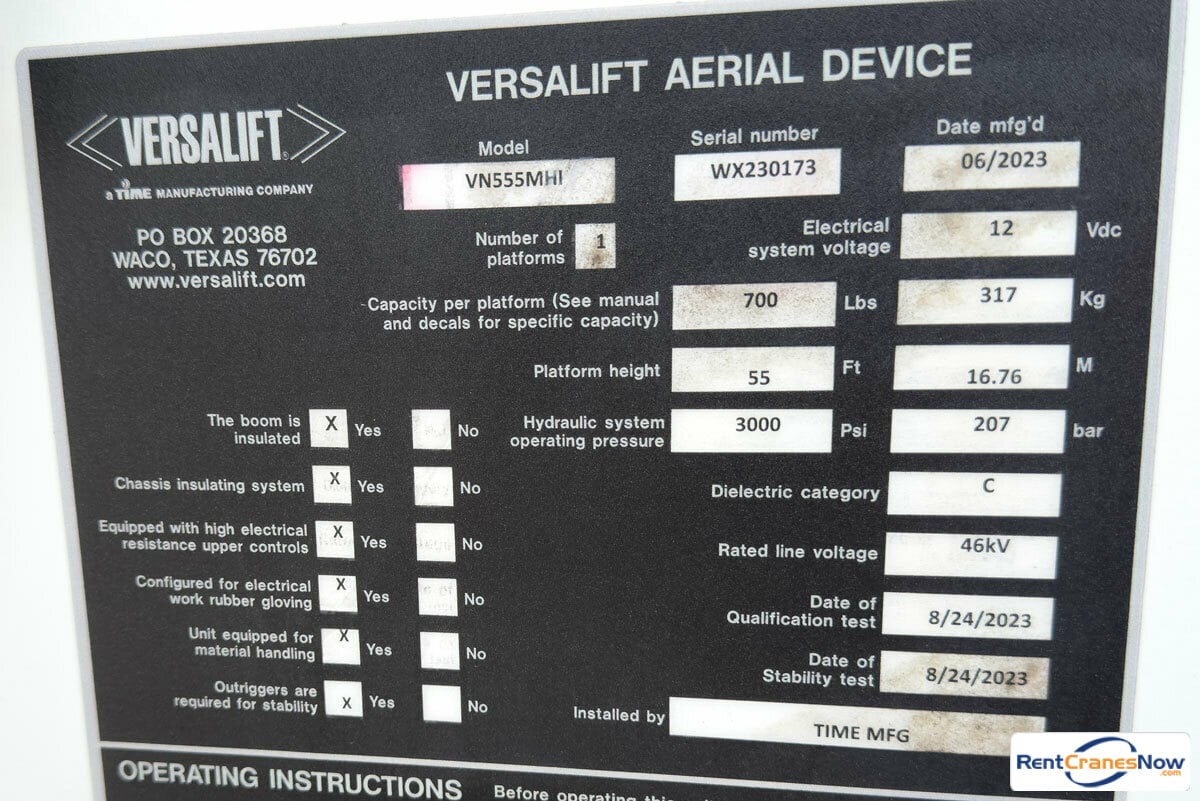 VERSALIFT AERIAL DEVICE
VERSALIFT®
a TIME MANUFACTURING COMPANY
PO BOX 20368
WACO, TEXAS 76702
www.versalift.com
Model
VN555MHI
Serial number
WX230173
Date mfg'd
06/2023
Number of
platforms
1
Electrical
system voltage
12 Vdc
Capacity per platform (See manual
and decals for specific capacity)
700 Lbs
317 Kg
Platform height
55 Ft
16.76 M
Hydraulic system
operating pressure
3000 Psi
207 bar
Dielectric category
C
Rated line voltage
46kV
Date of
Qualification test
8/24/2023
Date of
Stability test
8/24/2023
Installed by
TIME MFG
The boom is
insulated
X Yes No
Chassis insulating system
X Yes No
Equipped with high electrical
resistance upper controls
X Yes No
Configured for electrical
work rubber gloving
X Yes No
Unit equipped for
material handling
X Yes No
Outriggers are
required for stability
X Yes No
OPERATING INSTRUCTIONS
Before operating this
RentCranesNow
.com